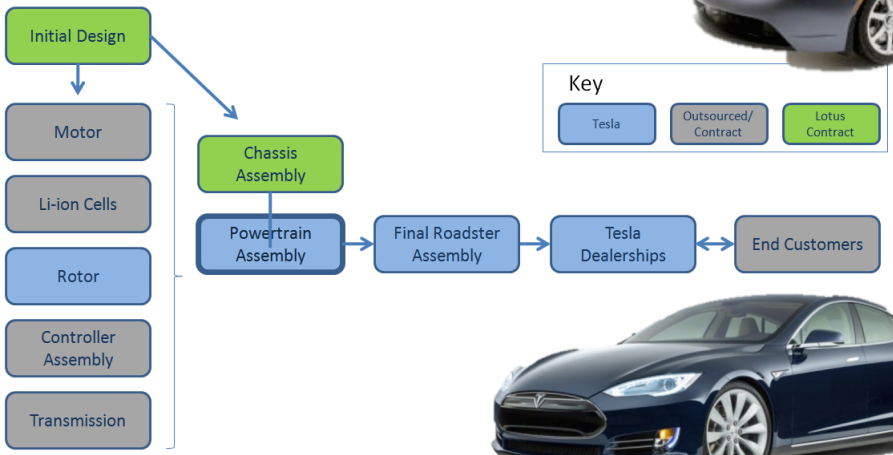 Initial Design
Motor
Li-ion Cells
Rotor
Controller
Assembly
Transmission
Chassis
Assembly
Powertrain
Assembly
Final Roadster
Assembly
Tesla
Dealerships
End Customers
Key
Tesla
Outsourced/
Contract
Lotus
Contract